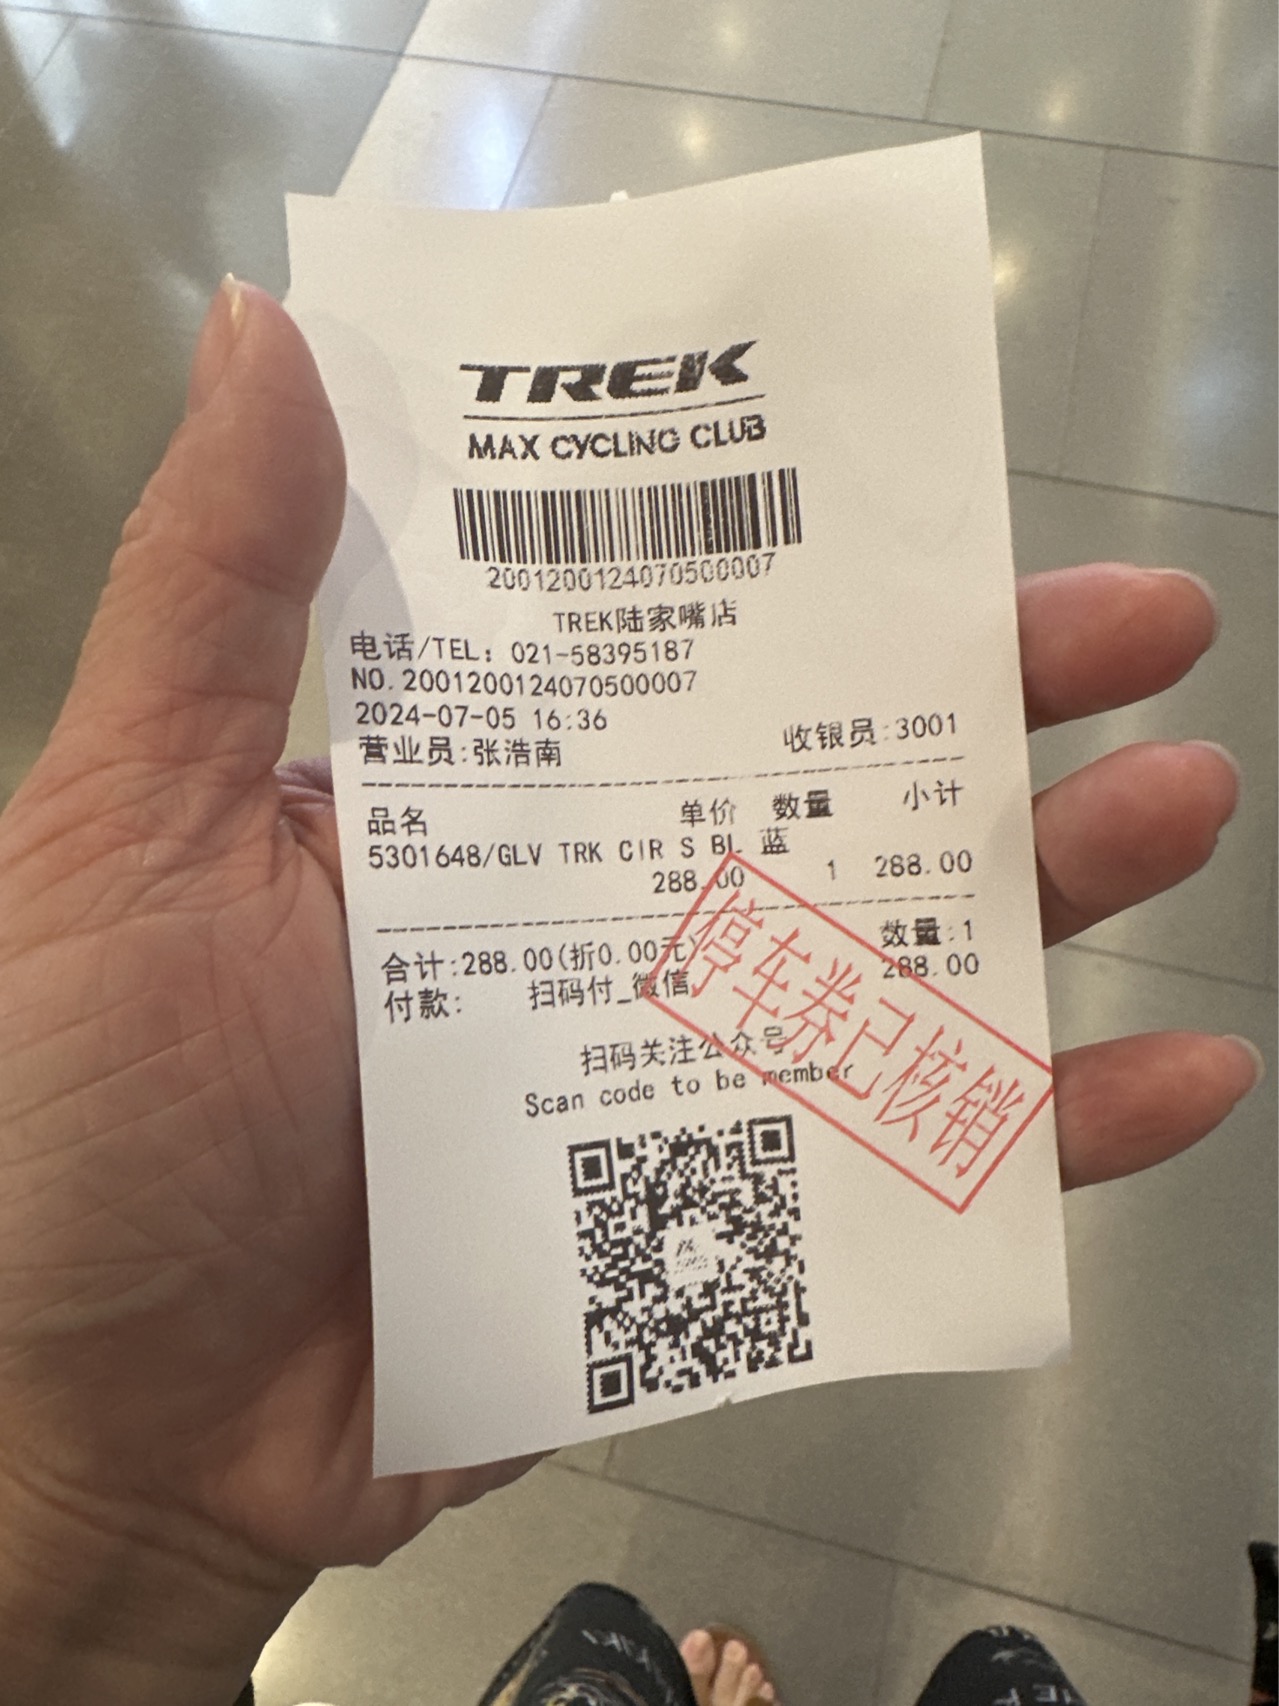 TREK
MAX CYCLING CLUB
2001200124070500007
TREK陆家嘴店
电话/TEL: 021-58395187
NO.2001200124070500007
2024-07-05 16:36
营业员:张浩南 收银员:3001
品名 单价 数量 小计
5301648/GLV TRK CIR S BL 蓝
288.00 1 288.00
合计:288.00(折0.00元) 数量:1
付款: 扫码付_微信 288.00
停车券已核销
扫码关注公众号
Scan code to be member